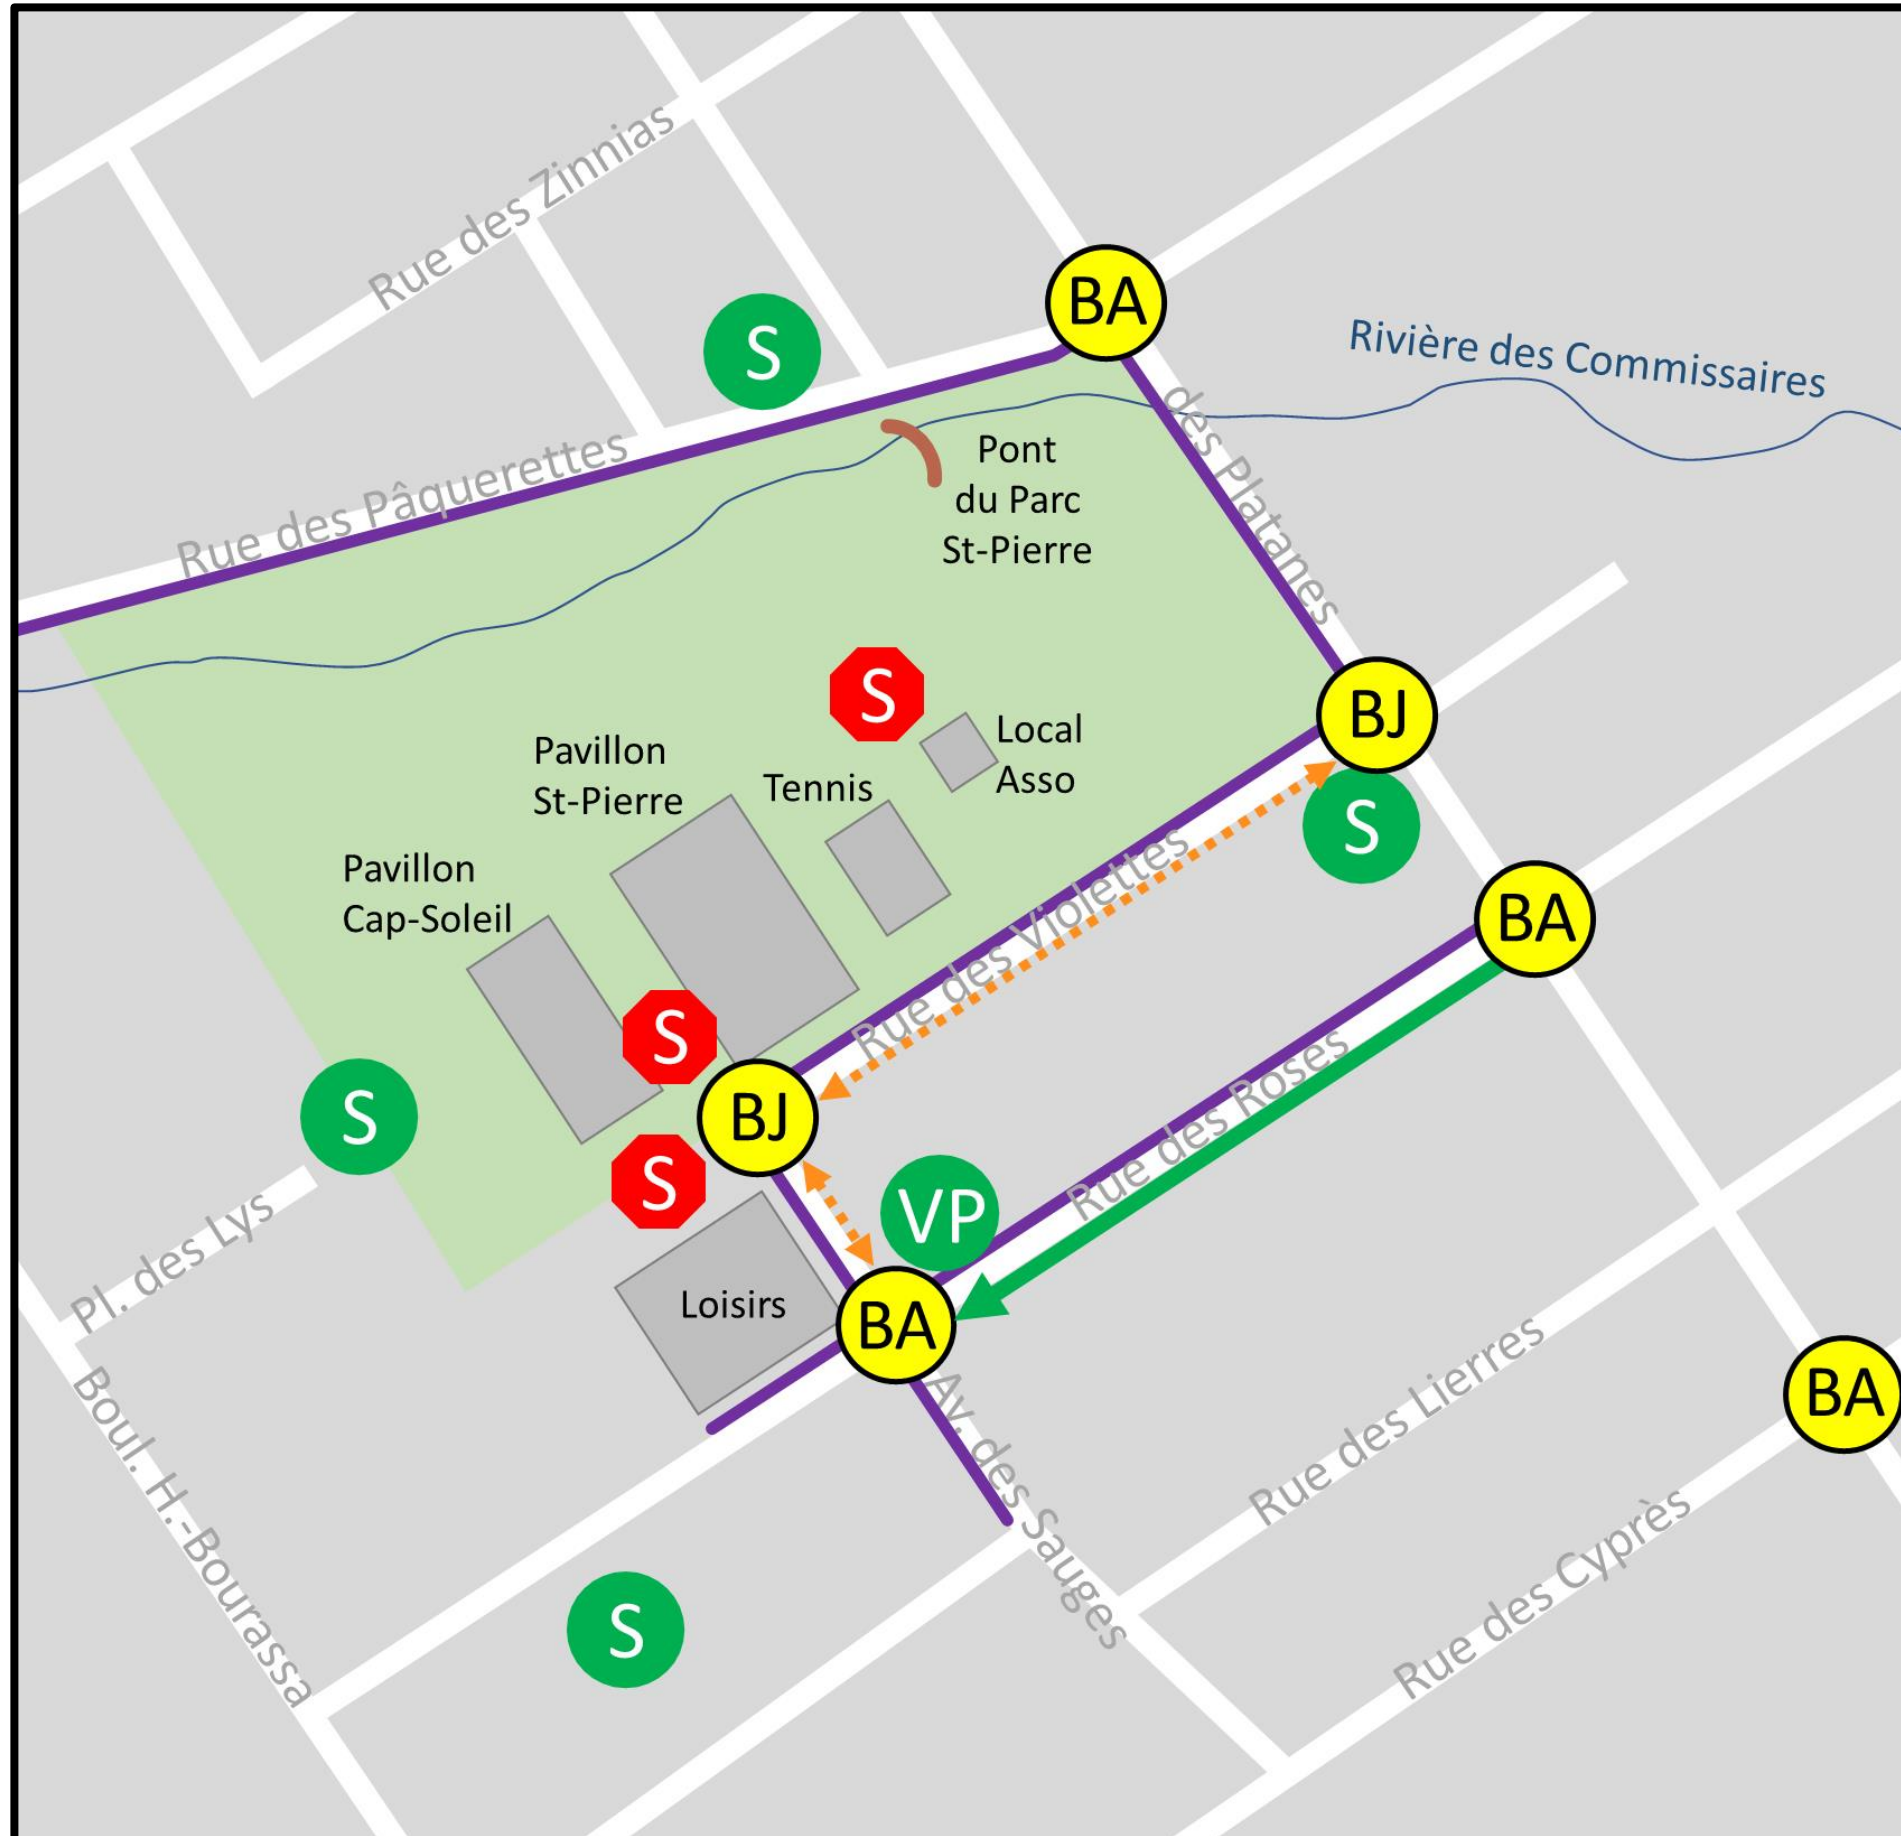 Rue des Zinnias
BA
Rivière des Commissaires
S
des Platanes
Pont
du Parc
St-Pierre
Rue des Pâquerettes
S
BJ
Local
Asso
Pavillon
St-Pierre
Tennis
S
Pavillon
Cap-Soleil
Rue des Violettes
BA
S
S
BJ
Rue des Roses
S
VP
Pl. des Lys
Loisirs
BA
Av. des Sauges
Rue des Lierres
BA
Boul. H.-Bourassa
Rue des Cyprès
S